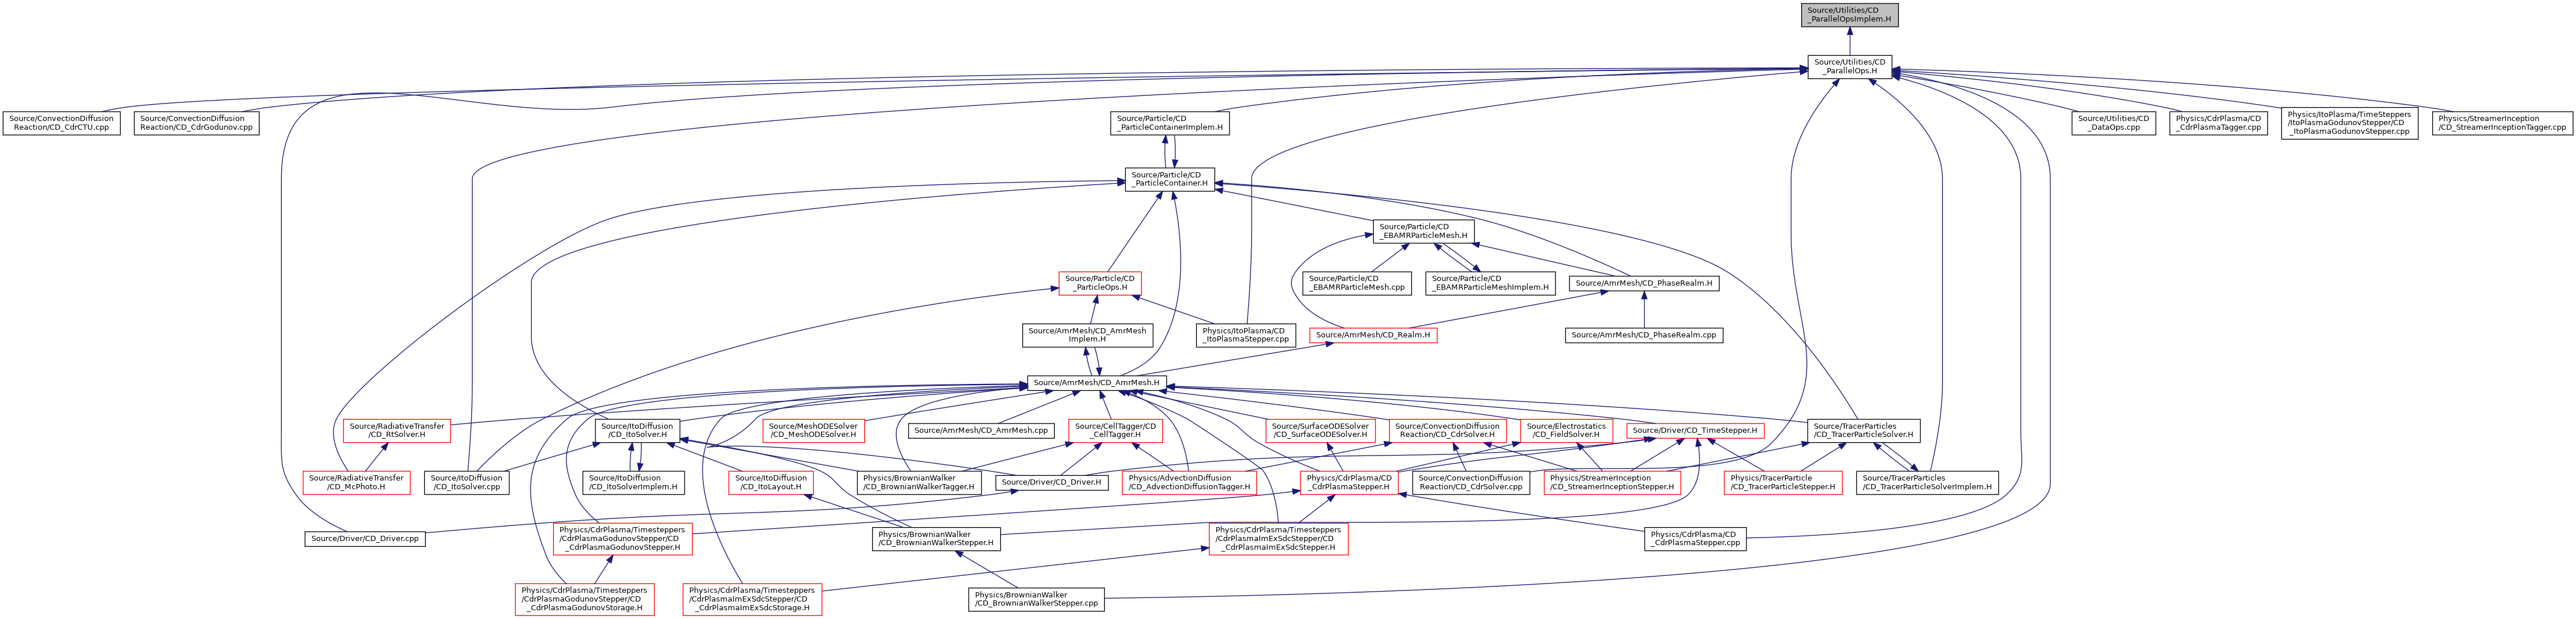 Source/Utilities/CD
_ParallelOpsImplem.H
Source/Utilities/CD
_ParallelOps.H
Source/ConvectionDiffusion
Reaction/CD_CdrCTU.cpp
Source/ConvectionDiffusion
Reaction/CD_CdrGodunov.cpp
Source/Particle/CD
_ParticleContainerImplem.H
Source/Utilities/CD
_DataOps.cpp
Physics/CdrPlasma/CD
_CdrPlasmaTagger.cpp
Physics/ItoPlasma/TimeSteppers
/ItoPlasmaGodunovStepper/CD
_ItoPlasmaGodunovStepper.cpp
Physics/StreamerInception
/CD_StreamerInceptionTagger.cpp
Source/Particle/CD
_ParticleContainer.H
Source/Particle/CD
_EBAMRParticleMesh.H
Source/Particle/CD
_ParticleOps.H
Source/Particle/CD
_EBAMRParticleMesh.cpp
Source/Particle/CD
_EBAMRParticleMeshImplem.H
Source/AmrMesh/CD_PhaseRealm.H
Source/AmrMesh/CD_AmrMesh
Implem.H
Physics/ItoPlasma/CD
_ItoPlasmaStepper.cpp
Source/AmrMesh/CD_Realm.H
Source/AmrMesh/CD_PhaseRealm.cpp
Source/AmrMesh/CD_AmrMesh.H
Source/RadiativeTransfer
/CD_RtSolver.H
Source/ItoDiffusion
/CD_ItoSolver.H
Source/MeshODESolver
/CD_MeshODESolver.H
Source/AmrMesh/CD_AmrMesh.cpp
Source/CellTagger/CD
_CellTagger.H
Source/SurfaceODESolver
/CD_SurfaceODESolver.H
Source/ConvectionDiffusion
Reaction/CD_CdrSolver.H
Source/Electrostatics
/CD_FieldSolver.H
Source/Driver/CD_TimeStepper.H
Source/TracerParticles
/CD_TracerParticleSolver.H
Source/RadiativeTransfer
/CD_McPhoto.H
Source/ItoDiffusion
/CD_ItoSolver.cpp
Source/ItoDiffusion
/CD_ItoSolverImplem.H
Source/ItoDiffusion
/CD_ItoLayout.H
Physics/BrownianWalker
/CD_BrownianWalkerTagger.H
Source/Driver/CD_Driver.H
Physics/AdvectionDiffusion
/CD_AdvectionDiffusionTagger.H
Physics/CdrPlasma/CD
_CdrPlasmaStepper.H
Source/ConvectionDiffusion
Reaction/CD_CdrSolver.cpp
Physics/StreamerInception
/CD_StreamerInceptionStepper.H
Physics/TracerParticle
/CD_TracerParticleStepper.H
Source/TracerParticles
/CD_TracerParticleSolverImplem.H
Source/Driver/CD_Driver.cpp
Physics/CdrPlasma/Timesteppers
/CdrPlasmaGodunovStepper/CD
_CdrPlasmaGodunovStepper.H
Physics/BrownianWalker
/CD_BrownianWalkerStepper.H
Physics/CdrPlasma/Timesteppers
/CdrPlasmaImExSdcStepper/CD
_CdrPlasmaImExSdcStepper.H
Physics/CdrPlasma/CD
_CdrPlasmaStepper.cpp
Physics/CdrPlasma/Timesteppers
/CdrPlasmaGodunovStepper/CD
_CdrPlasmaGodunovStorage.H
Physics/CdrPlasma/Timesteppers
/CdrPlasmaImExSdcStepper/CD
_CdrPlasmaImExSdcStorage.H
Physics/BrownianWalker
/CD_BrownianWalkerStepper.cpp